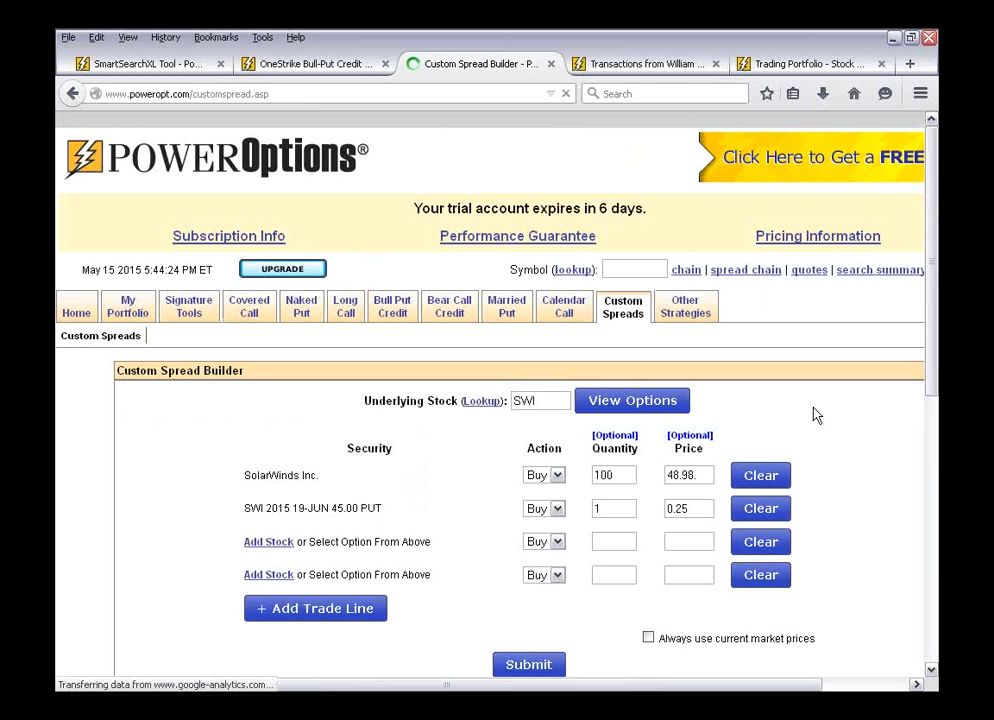 File Edit View History Bookmarks Tools Help
SmartSearchXL Tool - Po... × OneStrike Bull-Put Credit ... × Custom Spread Builder - P... × Transactions from William ... × Trading Portfolio - Stock ... × +
www.poweropt.com/customspread.asp Search
POWEROptions® Click Here to Get a FREE
Your trial account expires in 6 days.
Subscription Info Performance Guarantee Pricing Information
May 15 2015 5:44:24 PM ET UPGRADE Symbol (lookup): chain | spread chain | quotes | search summary
Home My Portfolio Signature Tools Covered Call Naked Put Long Call Bull Put Credit Bear Call Credit Married Put Calendar Call Custom Spreads Other Strategies
Custom Spreads
Custom Spread Builder
Underlying Stock (Lookup): SWI View Options
[Optional] [Optional]
Security Action Quantity Price
SolarWinds Inc. Buy 100 48.98. Clear
SWI 2015 19-JUN 45.00 PUT Buy 1 0.25 Clear
Add Stock or Select Option From Above Buy Clear
Add Stock or Select Option From Above Buy Clear
+ Add Trade Line
Always use current market prices
Submit
Transferring data from www.google-analytics.com...